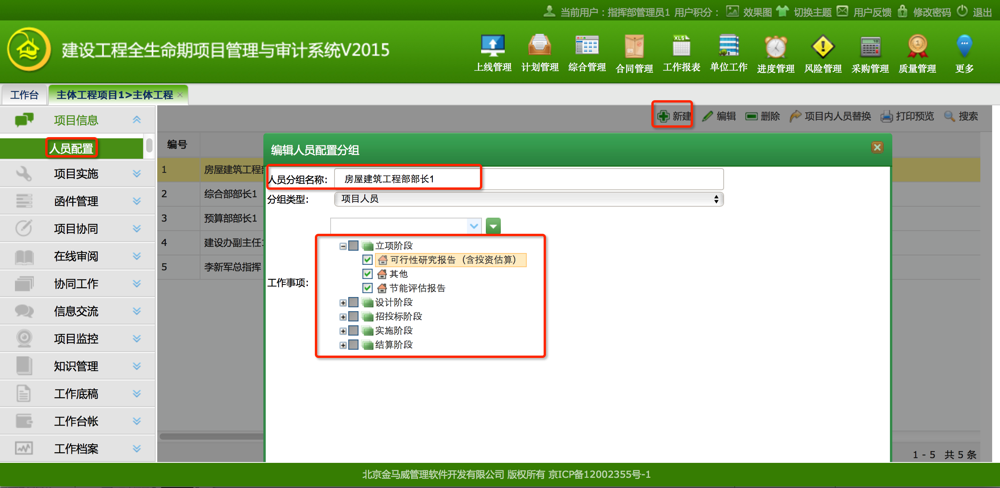 当前用户：指挥部管理员1 用户积分： 效果图 切换主题 用户反馈 修改密码 退出
建设工程全生命期项目管理与审计系统V2015
上线管理 计划管理 综合管理 合同管理 工作报表 单位工作 进度管理 风险管理 采购管理 质量管理 更多
工作台 主体工程项目1>主体工程
新建 编辑 删除 项目内人员替换 打印预览 搜索
项目信息
人员配置
项目实施
函件管理
项目协同
在线审阅
协同工作
信息交流
项目监控
知识管理
工作底稿
工作台帐
工作档案
编号
1 房屋建筑工程部
2 综合部部长1
3 预算部部长1
4 建设办副主任1
5 李新军总指挥
编辑人员配置分组
人员分组名称: 房屋建筑工程部部长1
分组类型: 项目人员
工作事项:
立项阶段
可行性研究报告（含投资估算）
其他
节能评估报告
设计阶段
招投标阶段
实施阶段
结算阶段
1 - 5 共 5 条
北京金马威管理软件开发有限公司 版权所有 京ICP备12002355号-1